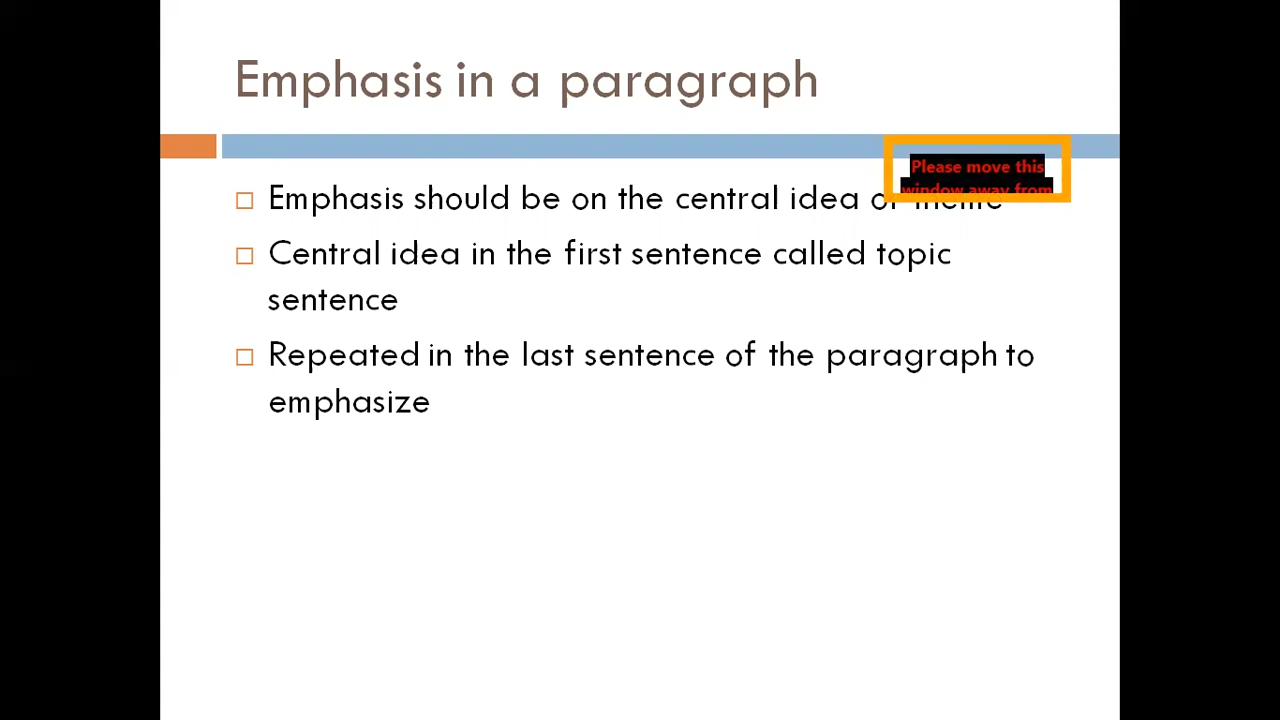 Emphasis in a paragraph
Please move this
window away from
Emphasis should be on the central idea or theme
Central idea in the first sentence called topic
sentence
Repeated in the last sentence of the paragraph to
emphasize